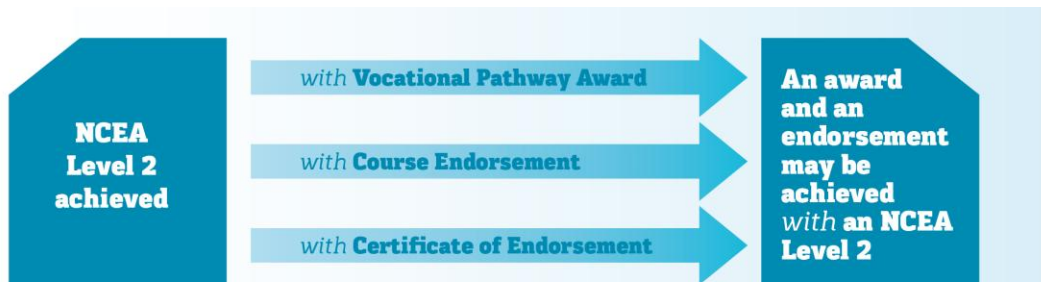 NCEA
Level 2
achieved
with Vocational Pathway Award
with Course Endorsement
with Certificate of Endorsement
An award
and an
endorsement
may be
achieved
with an NCEA
Level 2